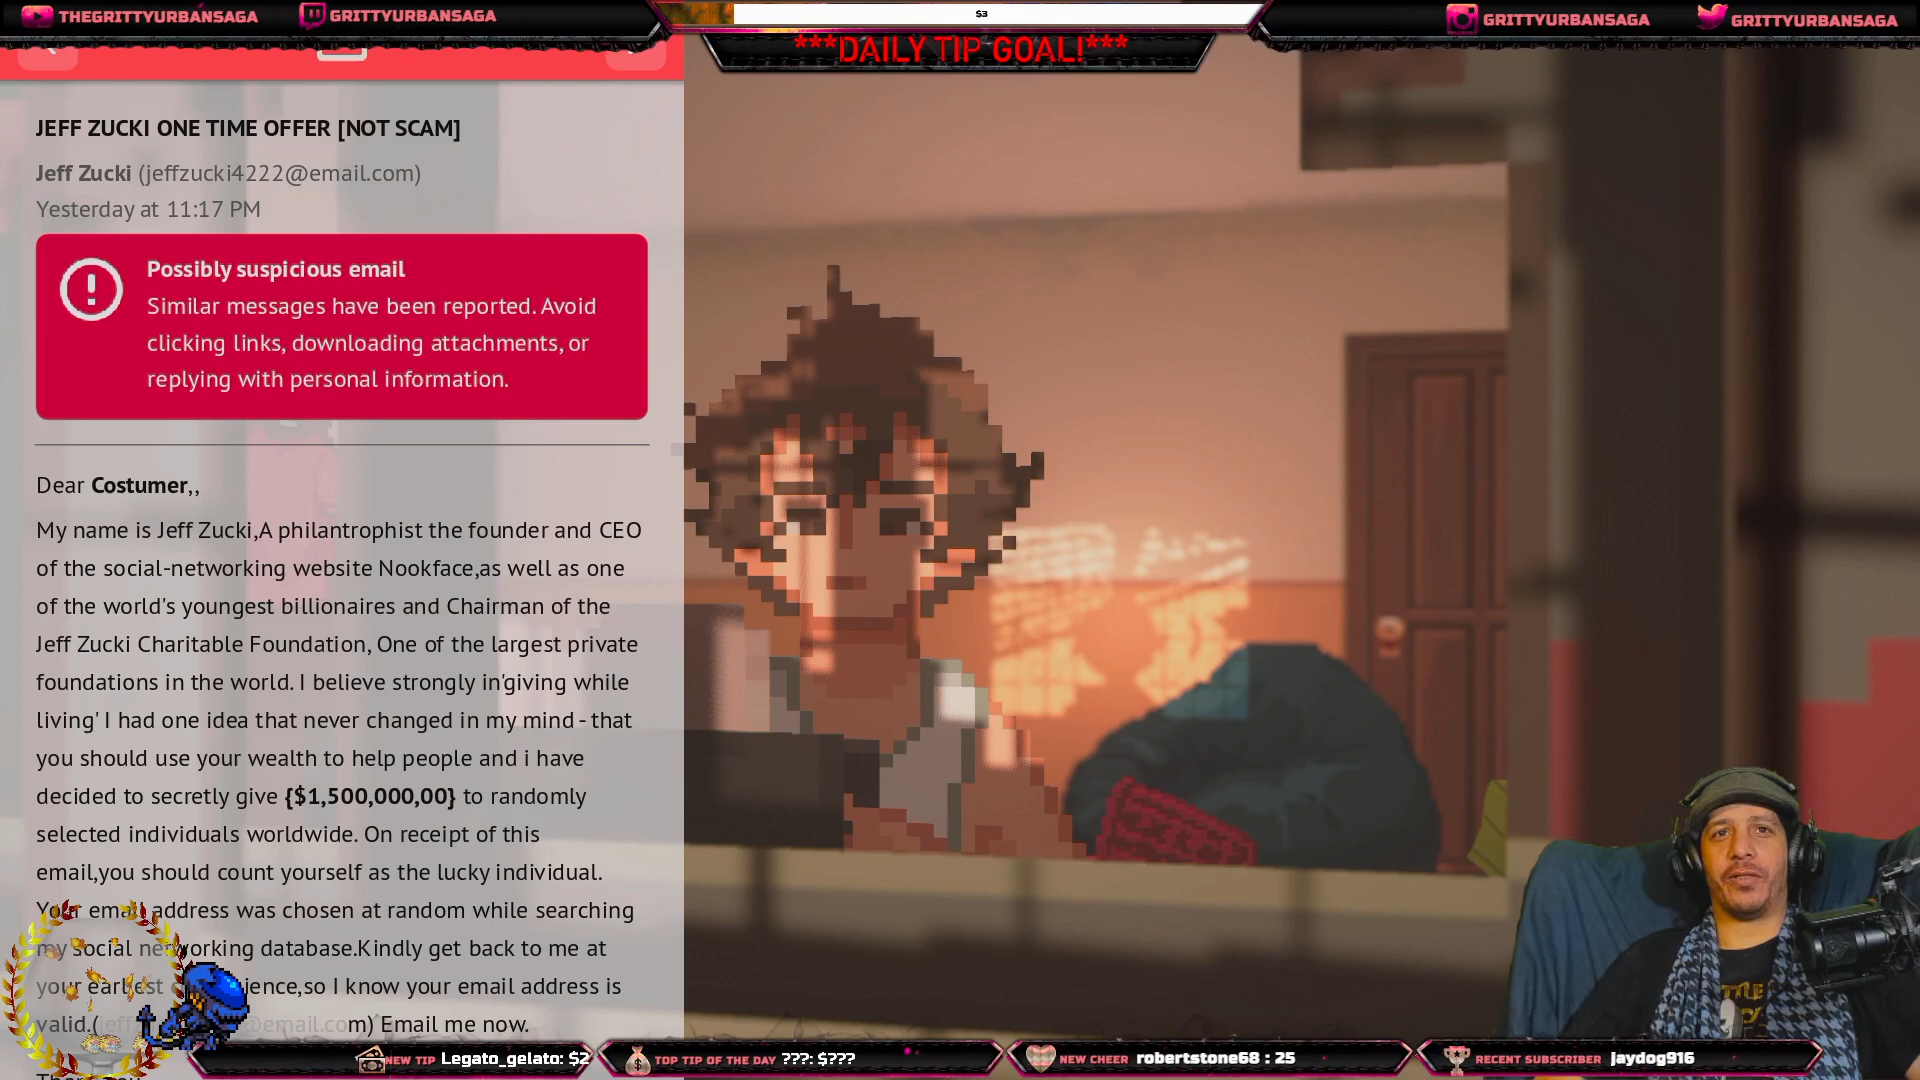 THEGRITTYURBANSAGA
GRITTYURBANSAGA
$3
GRITTYURBANSAGA
GRITTYURBANSAGA
***DAILY TIP GOAL!***
JEFF ZUCKI ONE TIME OFFER [NOT SCAM]
Jeff Zucki (jeffzucki4222@email.com)
Yesterday at 11:17 PM
Possibly suspicious email
Similar messages have been reported. Avoid
clicking links, downloading attachments, or
replying with personal information.
Dear Costumer,,
My name is Jeff Zucki,A philantrophist the founder and CEO
of the social-networking website Nookface,as well as one
of the world's youngest billionaires and Chairman of the
Jeff Zucki Charitable Foundation, One of the largest private
foundations in the world. I believe strongly in'giving while
living' I had one idea that never changed in my mind - that
you should use your wealth to help people and i have
decided to secretly give {$1,500,000,00} to randomly
selected individuals worldwide. On receipt of this
email,you should count yourself as the lucky individual.
Your email address was chosen at random while searching
my social networking database.Kindly get back to me at
your earliest ience,so I know your email address is
valid.( @email.com) Email me now.
NEW TIP Legato_gelato: $2
TOP TIP OF THE DAY ???: $???
NEW CHEER robertstone68 : 25
RECENT SUBSCRIBER jaydog916